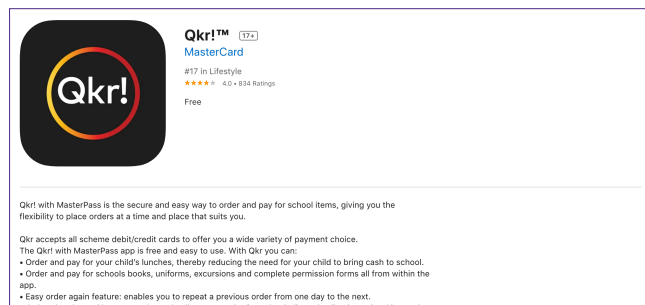 Qkr!
Qkr!™ 17+
MasterCard
#17 in Lifestyle
4.0 • 834 Ratings
Free
Qkr! with MasterPass is the secure and easy way to order and pay for school items, giving you the
flexibility to place orders at a time and place that suits you.
Qkr accepts all scheme debit/credit cards to offer you a wide variety of payment choice.
The Qkr! with MasterPass app is free and easy to use. With Qkr you can:
• Order and pay for your child's lunches, thereby reducing the need for your child to bring cash to school.
• Order and pay for schools books, uniforms, excursions and complete permission forms all from within the
app.
• Easy order again feature: enables you to repeat a previous order from one day to the next.